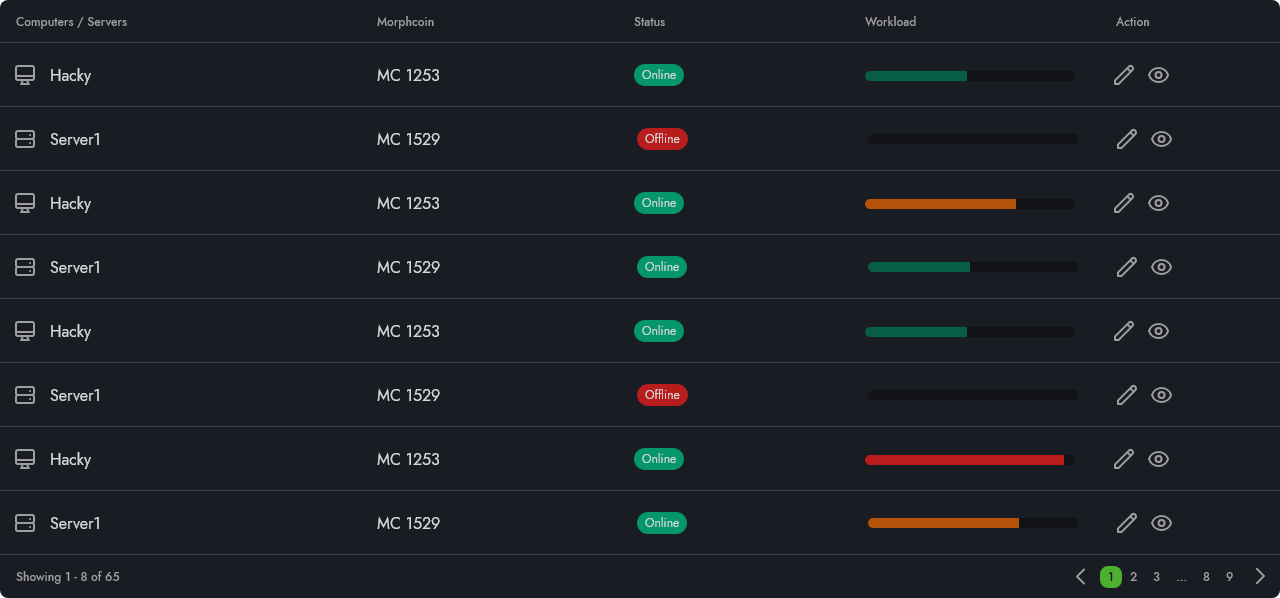 Computers / Servers Morphcoin Status Workload Action
Hacky MC 1253 Online
Server1 MC 1529 Offline
Hacky MC 1253 Online
Server1 MC 1529 Online
Hacky MC 1253 Online
Server1 MC 1529 Offline
Hacky MC 1253 Online
Server1 MC 1529 Online
Showing 1 - 8 of 65 1 2 3 ... 8 9